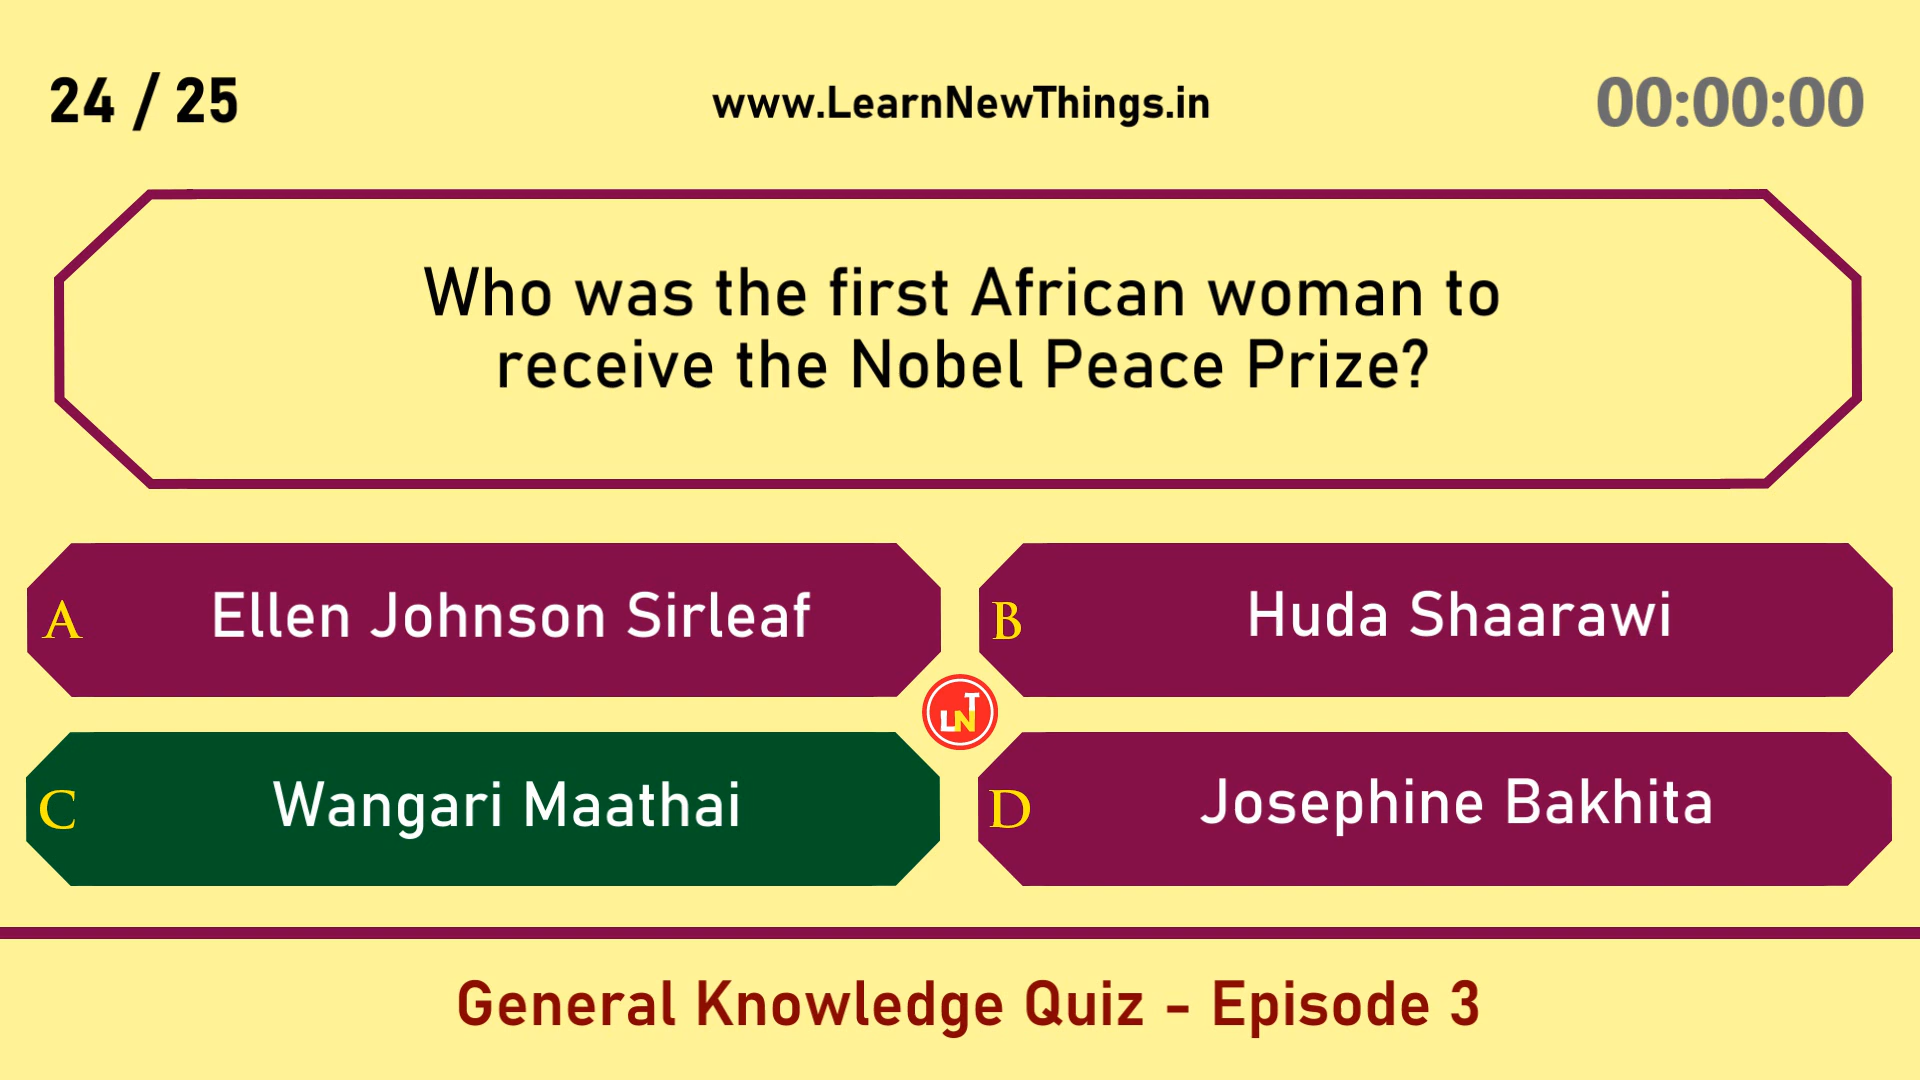 24 / 25
www.LearnNewThings.in
00:00:00
Who was the first African woman to
receive the Nobel Peace Prize?
A Ellen Johnson Sirleaf
B Huda Shaarawi
LNT
C Wangari Maathai
D Josephine Bakhita
General Knowledge Quiz - Episode 3